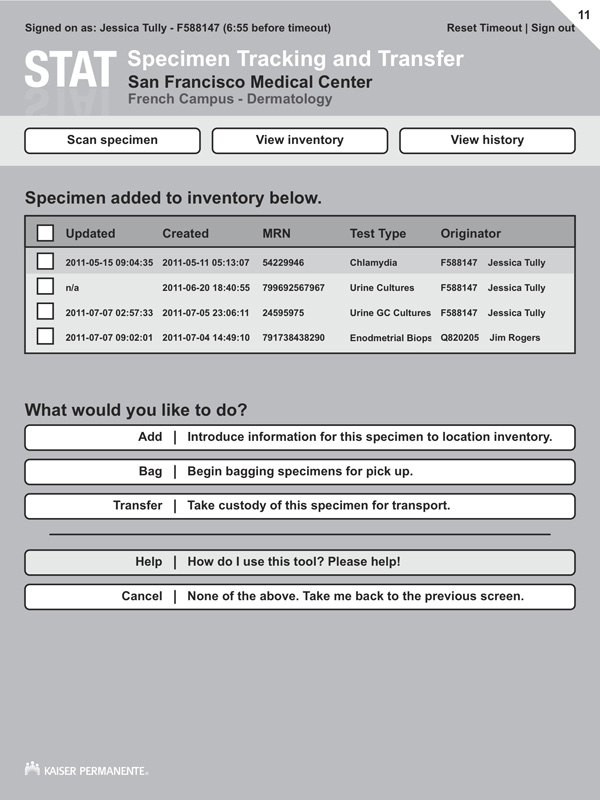 11
Signed on as: Jessica Tully - F588147 (6:55 before timeout) Reset Timeout | Sign out
STAT Specimen Tracking and Transfer
San Francisco Medical Center
French Campus - Dermatology
Scan specimen View inventory View history
Specimen added to inventory below.
Updated Created MRN Test Type Originator
2011-05-15 09:04:35 2011-05-11 05:13:07 54229946 Chlamydia F588147 Jessica Tully
n/a 2011-06-20 18:40:55 799692567967 Urine Cultures F588147 Jessica Tully
2011-07-07 02:57:33 2011-07-05 23:06:11 24595975 Urine GC Cultures F588147 Jessica Tully
2011-07-07 09:02:01 2011-07-04 14:49:10 791738438290 Enodmetrial Biops Q820205 Jim Rogers
What would you like to do?
Add | Introduce information for this specimen to location inventory.
Bag | Begin bagging specimens for pick up.
Transfer | Take custody of this specimen for transport.
Help | How do I use this tool? Please help!
Cancel | None of the above. Take me back to the previous screen.
KAISER PERMANENTE®